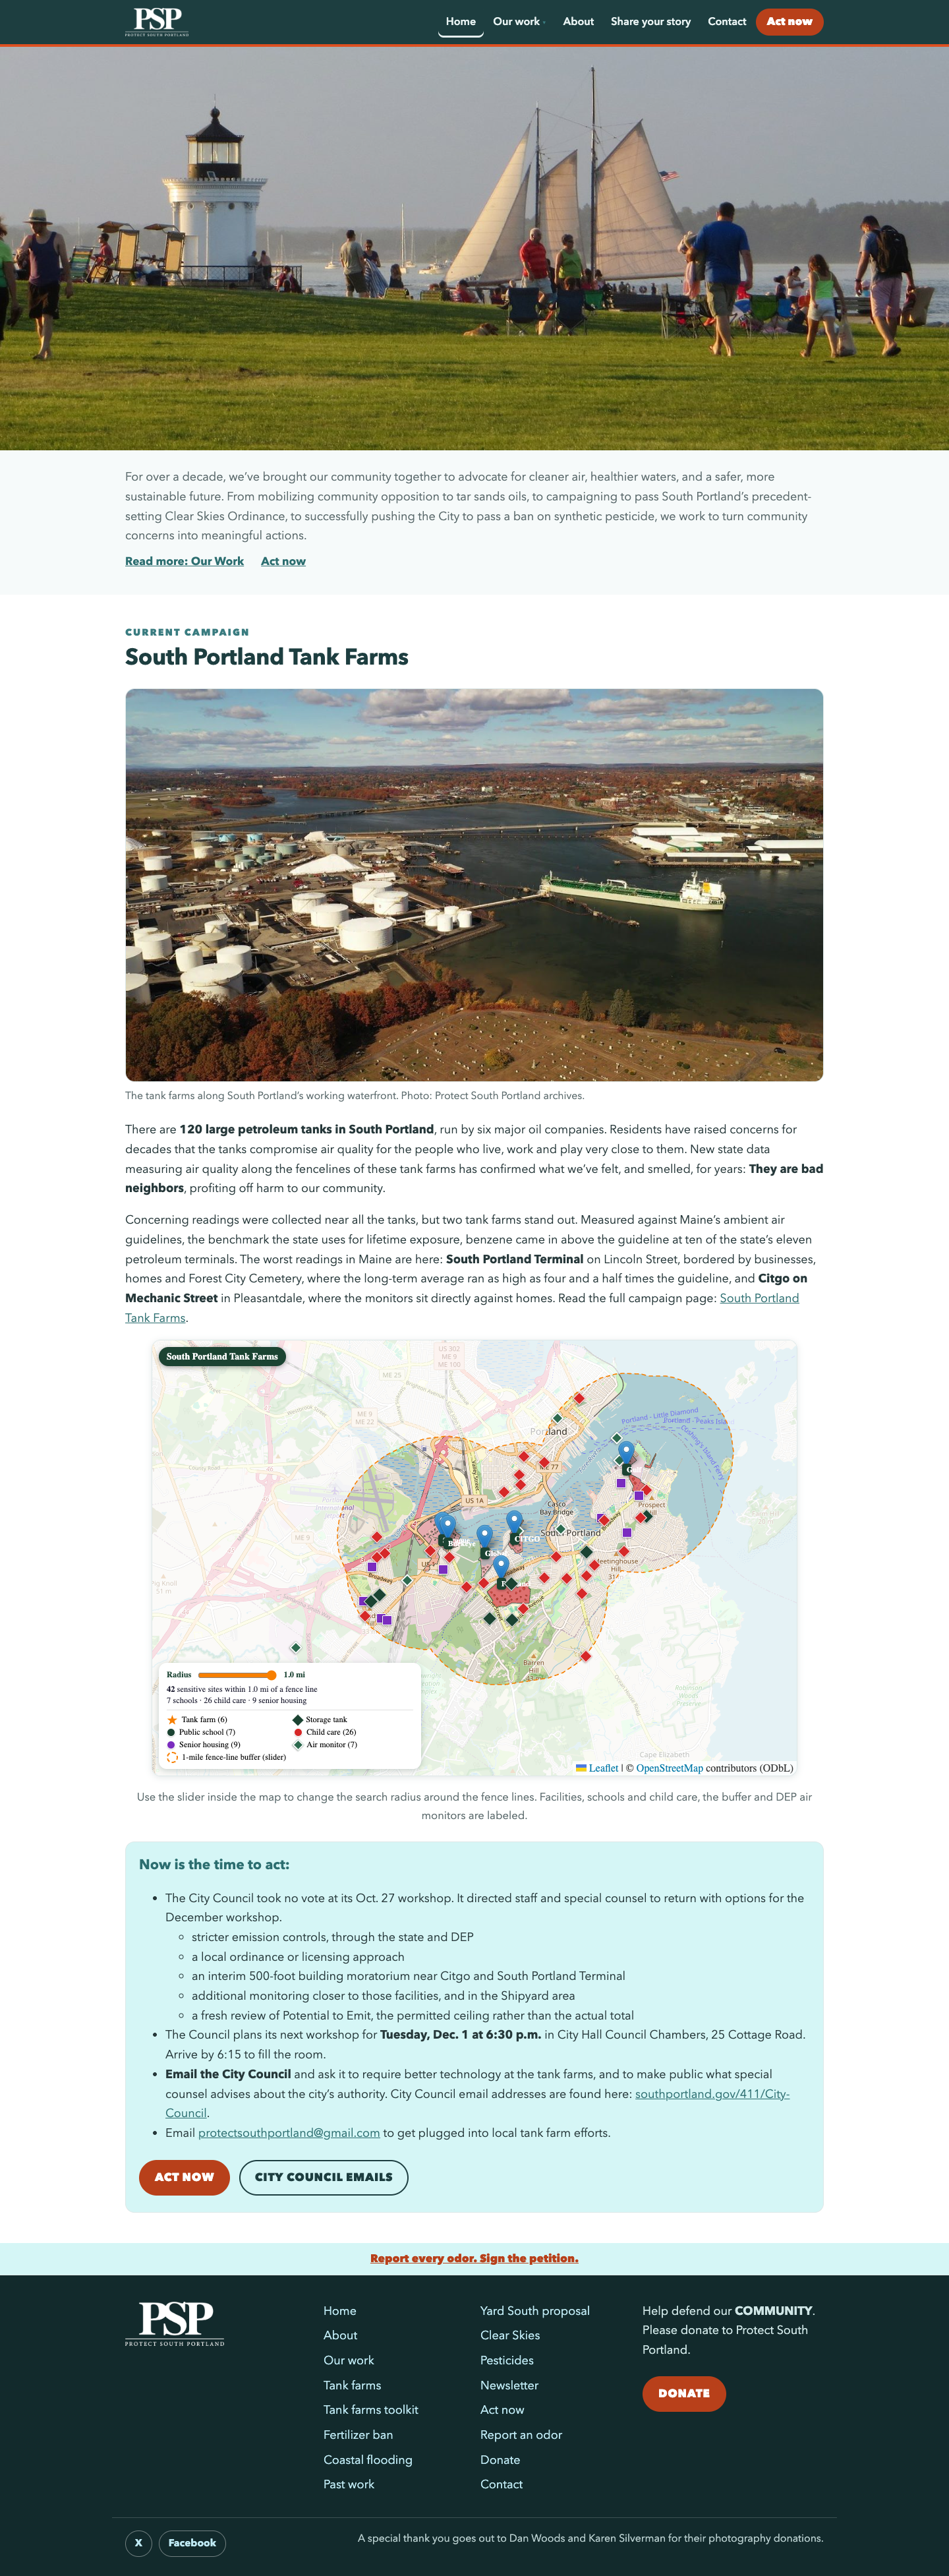 PSP
PROTECT SOUTH PORTLAND
Home
Our work
About
Share your story
Contact
Act now
For over a decade, we've brought our community together to advocate for cleaner air, healthier waters, and a safer, more
sustainable future. From mobilizing community opposition to tar sands oils, to campaigning to pass South Portland's precedent-
setting Clear Skies Ordinance, to successfully pushing the City to pass a ban on synthetic pesticide, we work to turn community
concerns into meaningful actions.
Read more: Our Work
Act now
CURRENT CAMPAIGN
South Portland Tank Farms
The tank farms along South Portland's working waterfront. Photo: Protect South Portland archives.
There are 120 large petroleum tanks in South Portland, run by six major oil companies. Residents have raised concerns for
decades that the tanks compromise air quality for the people who live, work and play very close to them. New state data
measuring air quality along the fencelines of these tank farms has confirmed what we've felt, and smelled, for years: They are bad
neighbors, profiting off harm to our community.
Concerning readings were collected near all the tanks, but two tank farms stand out. Measured against Maine's ambient air
guidelines, the benchmark the state uses for lifetime exposure, benzene came in above the guideline at ten of the state's eleven
petroleum terminals. The worst readings in Maine are here: South Portland Terminal on Lincoln Street, bordered by businesses,
homes and Forest City Cemetery, where the long-term average ran as high as four and a half times the guideline, and Citgo on
Mechanic Street in Pleasantdale, where the monitors sit directly against homes. Read the full campaign page: South Portland
Tank Farms.
South Portland Tank Farms
US 302
ME 9
ME 100
ME 25
ME 9
ME 22
Portland
US 1A
Casco
Bay Bridge
South Portland
ME 9
Prospect
Meetinghouse
Hill
Broadway
CITGO
Barren
Hill
Cape Elizabeth
Radius
1.0 mi
42 sensitive sites within 1.0 mi of a fence line
7 schools · 26 child care · 9 senior housing
Tank farm (6)
Storage tank
Public school (7)
Child care (26)
Senior housing (9)
Air monitor (7)
1-mile fence-line buffer (slider)
Leaflet | © OpenStreetMap contributors (ODbL)
Use the slider inside the map to change the search radius around the fence lines. Facilities, schools and child care, the buffer and DEP air
monitors are labeled.
Now is the time to act:
• The City Council took no vote at its Oct. 27 workshop. It directed staff and special counsel to return with options for the
December workshop.
◦ stricter emission controls, through the state and DEP
◦ a local ordinance or licensing approach
◦ an interim 500-foot building moratorium near Citgo and South Portland Terminal
◦ additional monitoring closer to those facilities, and in the Shipyard area
◦ a fresh review of Potential to Emit, the permitted ceiling rather than the actual total
• The Council plans its next workshop for Tuesday, Dec. 1 at 6:30 p.m. in City Hall Council Chambers, 25 Cottage Road.
Arrive by 6:15 to fill the room.
• Email the City Council and ask it to require better technology at the tank farms, and to make public what special
counsel advises about the city's authority. City Council email addresses are found here: southportland.gov/411/City-
Council.
• Email protectsouthportland@gmail.com to get plugged into local tank farm efforts.
ACT NOW
CITY COUNCIL EMAILS
Report every odor. Sign the petition.
PSP
PROTECT SOUTH PORTLAND
Home
About
Our work
Tank farms
Tank farms toolkit
Fertilizer ban
Coastal flooding
Past work
Yard South proposal
Clear Skies
Pesticides
Newsletter
Act now
Report an odor
Donate
Contact
Help defend our COMMUNITY.
Please donate to Protect South
Portland.
DONATE
X
Facebook
A special thank you goes out to Dan Woods and Karen Silverman for their photography donations.